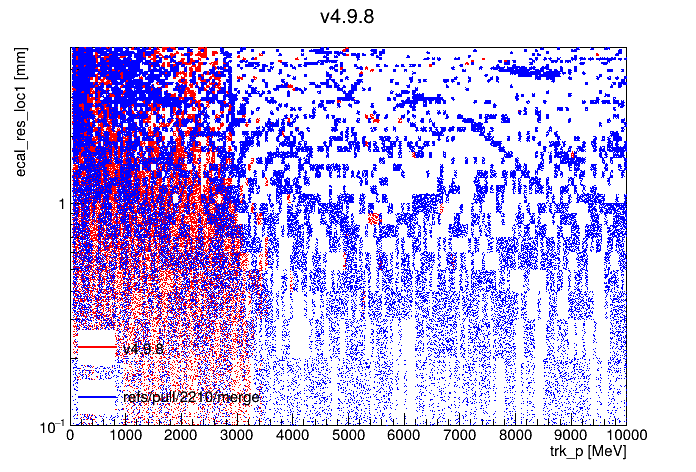 v4.9.8
ecal_res_loc1 [mm]
1
10⁻¹
v4.9.8
refs/pull/2210/merge
0 1000 2000 3000 4000 5000 6000 7000 8000 9000 10000
trk_p [MeV]